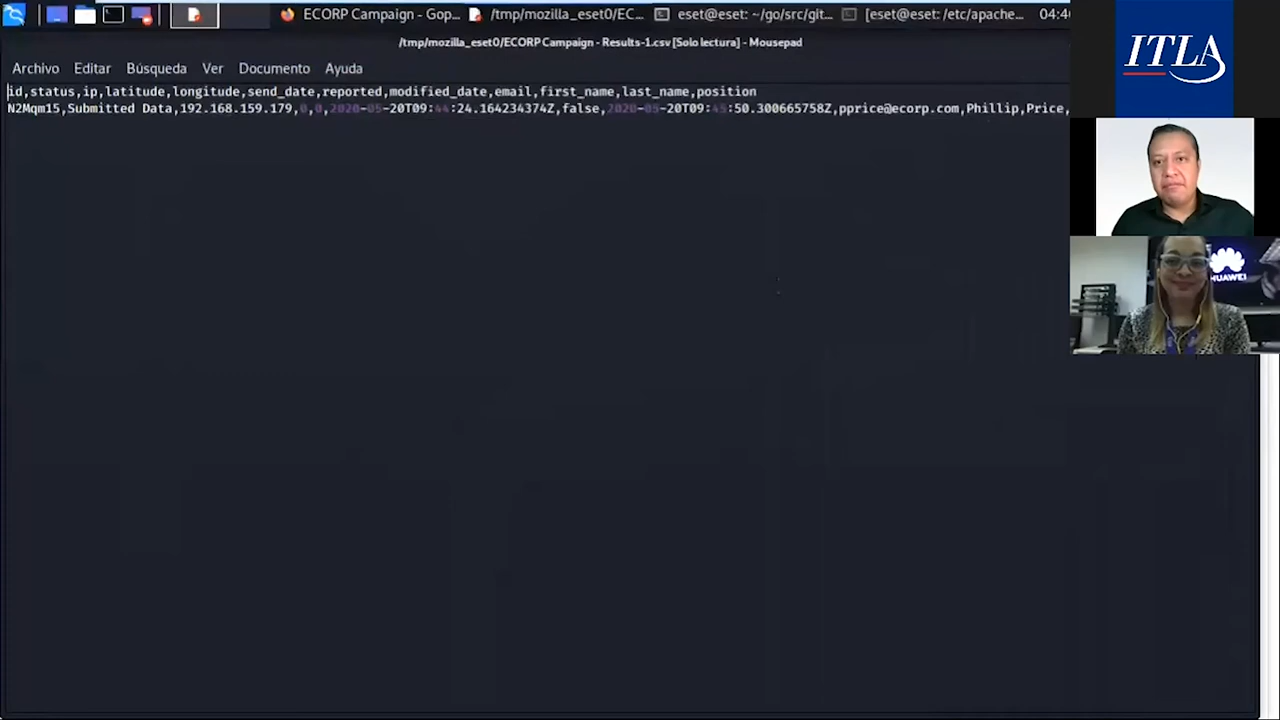 ECORP Campaign - Gop... /tmp/mozilla_eset0/EC... eset@eset: ~/go/src/git... [eset@eset: /etc/apache... 04:4
/tmp/mozilla_eset0/ECORP Campaign - Results-1.csv [Solo lectura] - Mousepad
Archivo Editar Búsqueda Ver Documento Ayuda
id,status,ip,latitude,longitude,send_date,reported,modified_date,email,first_name,last_name,position
N2Mqm15,Submitted Data,192.168.159.179,0,0,2020-05-20T09:44:24.164234374Z,false,2020-05-20T09:45:50.300665758Z,pprice@ecorp.com,Phillip,Price,
ITLA
HUAWEI